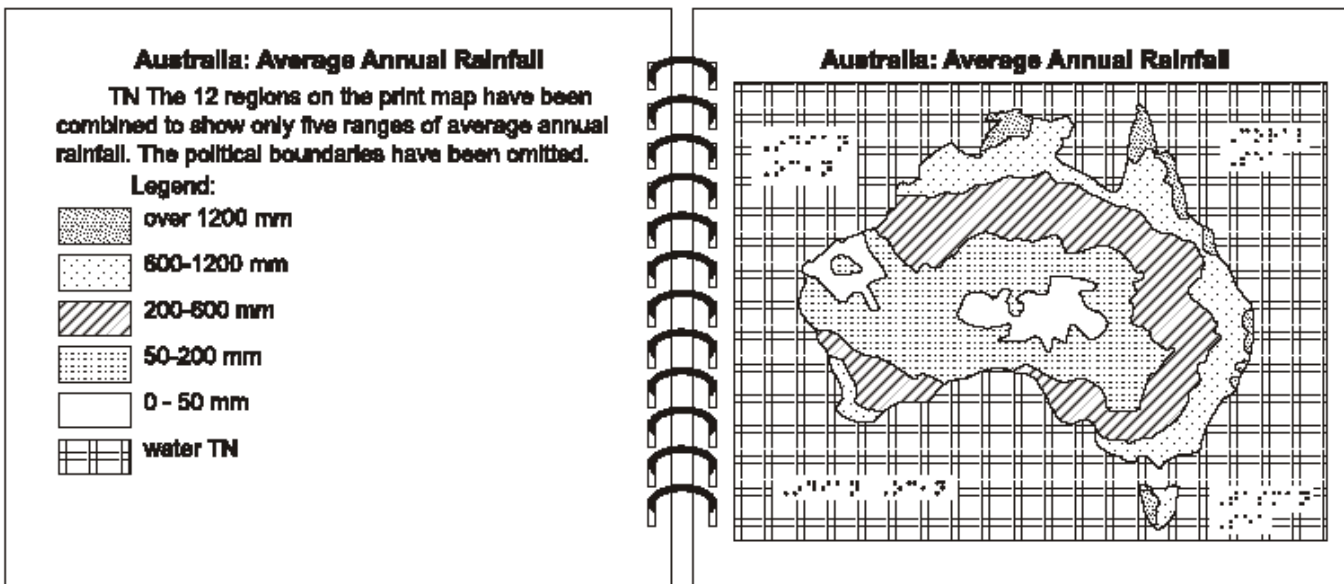 Australia: Average Annual Rainfall
TN The 12 regions on the print map have been
combined to show only five ranges of average annual
rainfall. The political boundaries have been omitted.
Legend:
over 1200 mm
600-1200 mm
200-600 mm
50-200 mm
0 - 50 mm
water TN
Australia: Average Annual Rainfall